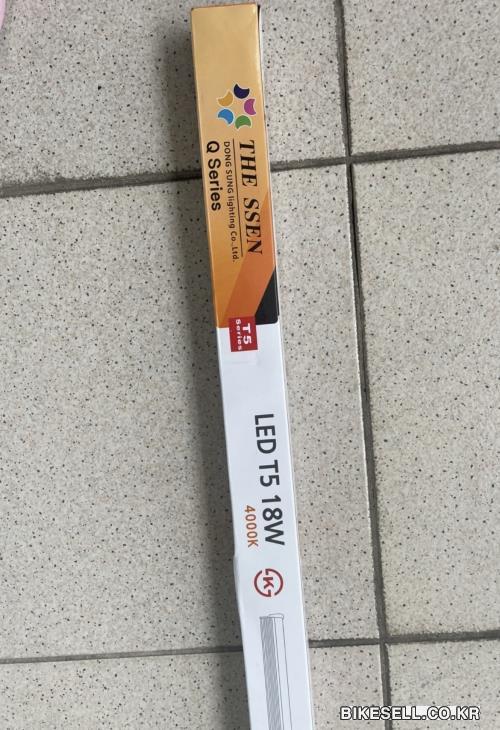 THE SSEN
DONG SUNG lighting Co.,Ltd.
Q Series
T5
Series
LED T5 18W
4000K
BIKESELL.CO.KR